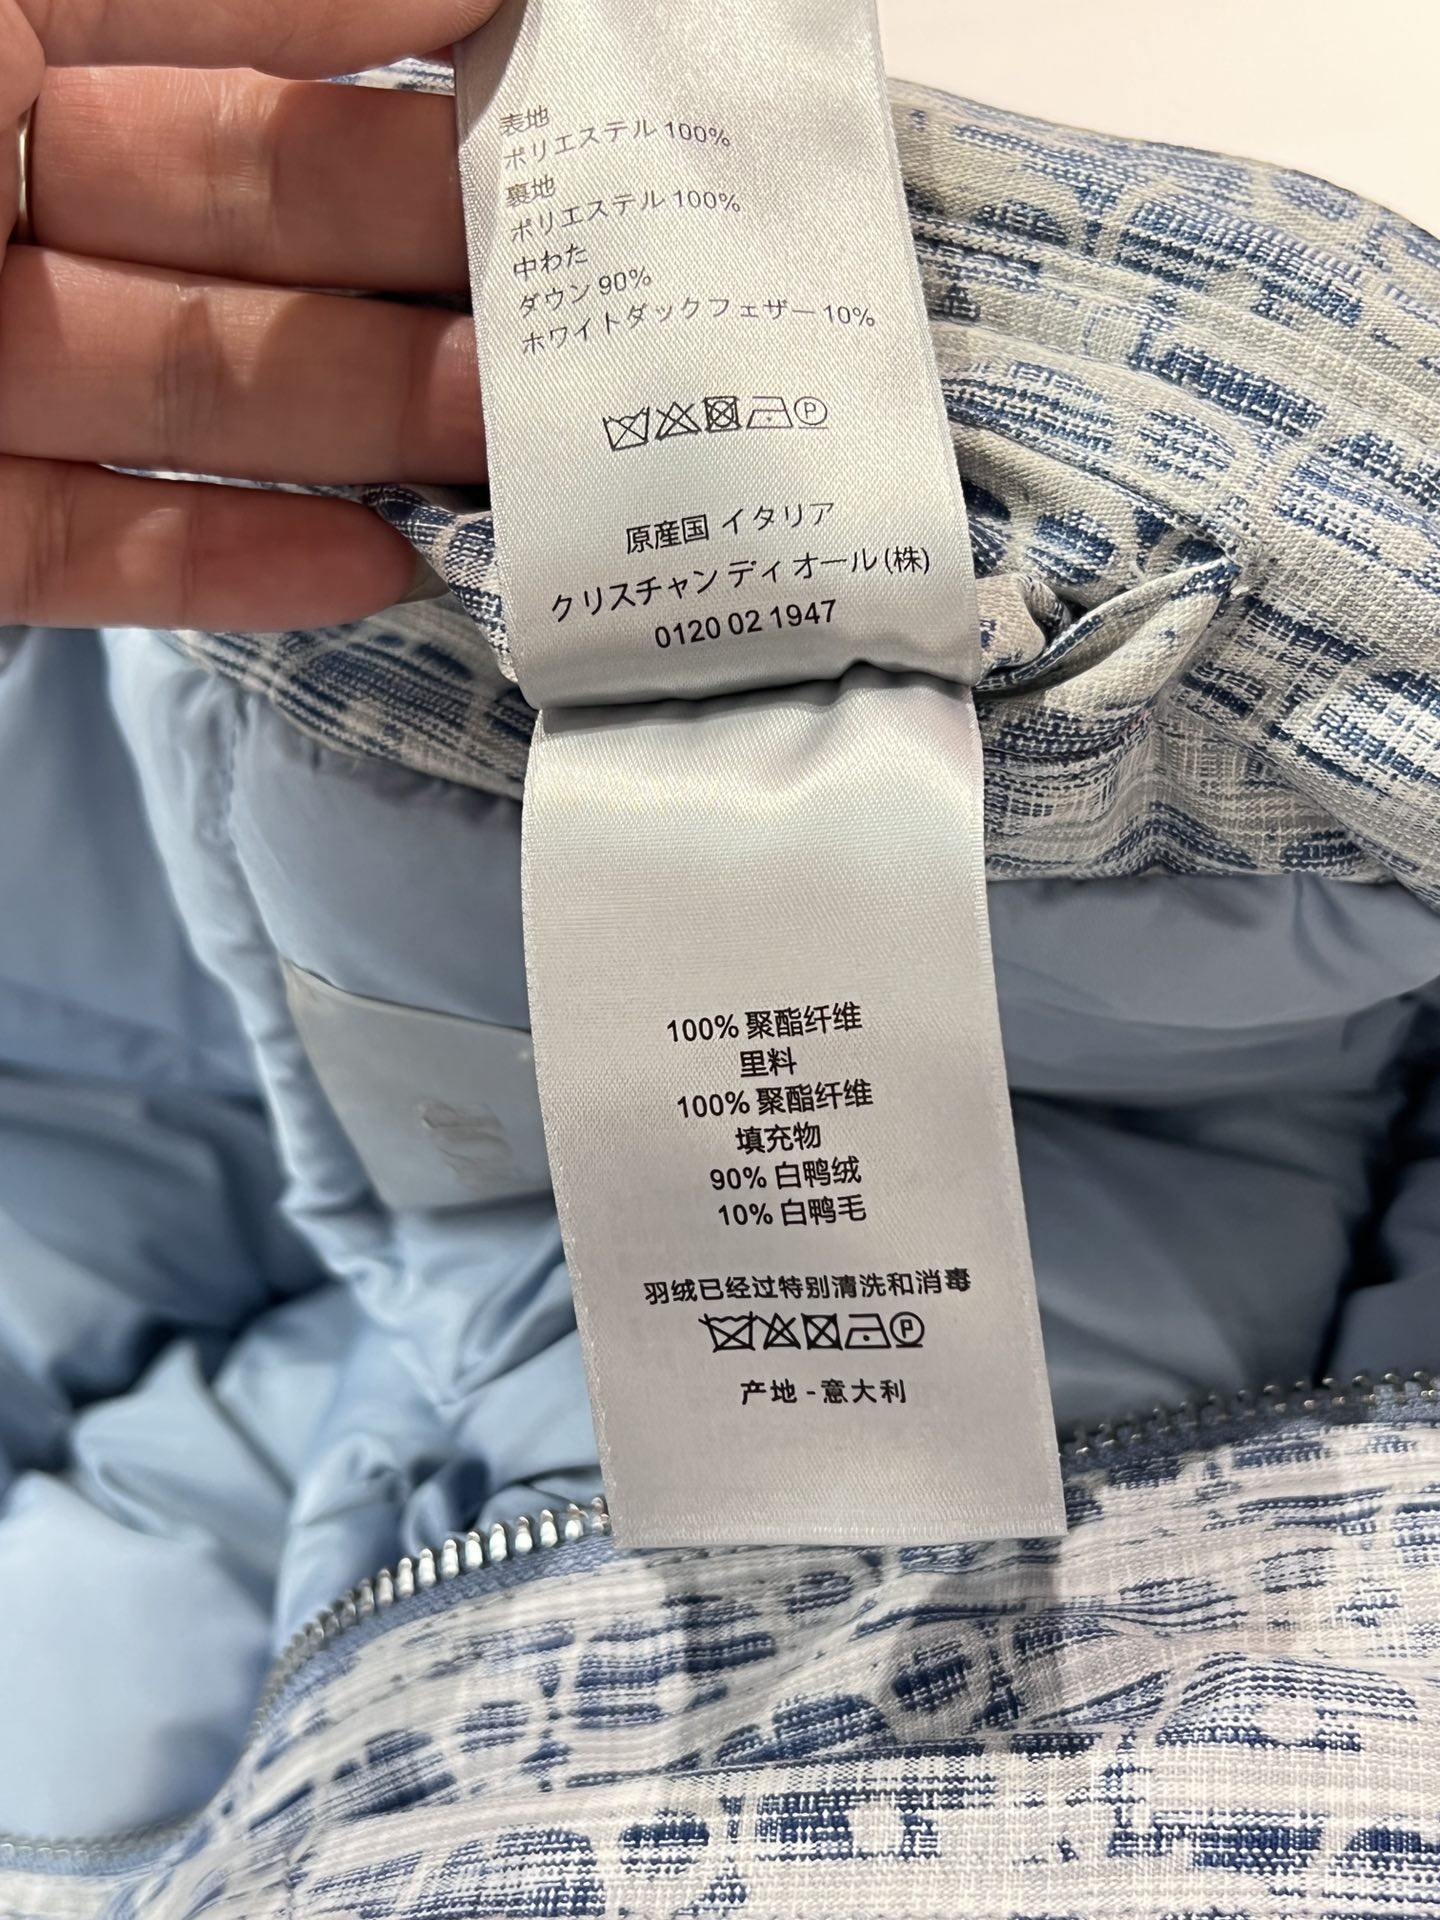 表地
ポリエステル 100%
裏地
ポリエステル 100%
中わた
ダウン 90%
ホワイトダックフェザー 10%
P
原産国 イタリア
クリスチャン ディオール(株)
0120 02 1947
100% 聚酯纤维
里料
100% 聚酯纤维
填充物
90% 白鸭绒
10% 白鸭毛
羽绒已经过特别清洗和消毒
P
产地 - 意大利